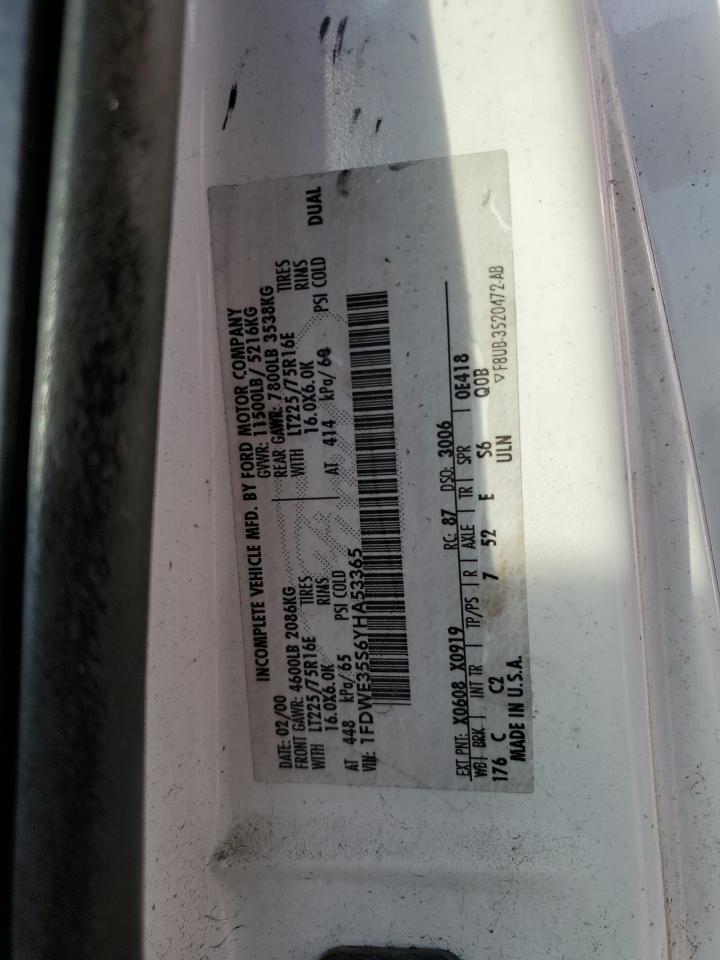 INCOMPLETE VEHICLE MFD. BY FORD MOTOR COMPANY
DATE: 02/00 GVWR: 11500LB/ 5216KG
FRONT GAWR: 4600LB 2086KG REAR GAWR: 7800LB 3538KG
WITH LT225/75R16E TIRES WITH LT225/75R16E TIRES
16.0X6.0K RIMS 16.0X6.0K RIMS
AT 448 kPa/65 PSI COLD AT 414 kPa/60 PSI COLD DUAL
VIN: 1FDWE35S6YHA53365
EXT PNT: X0608 X0919 RC: 87 DSO: 3006
WB BRK INT TR TP/PS R AXLE TR SPR 0E418
176 C C2 7 52 E S6 Q0B
MADE IN U.S.A. ULN ▽F8UB-3520472-AB